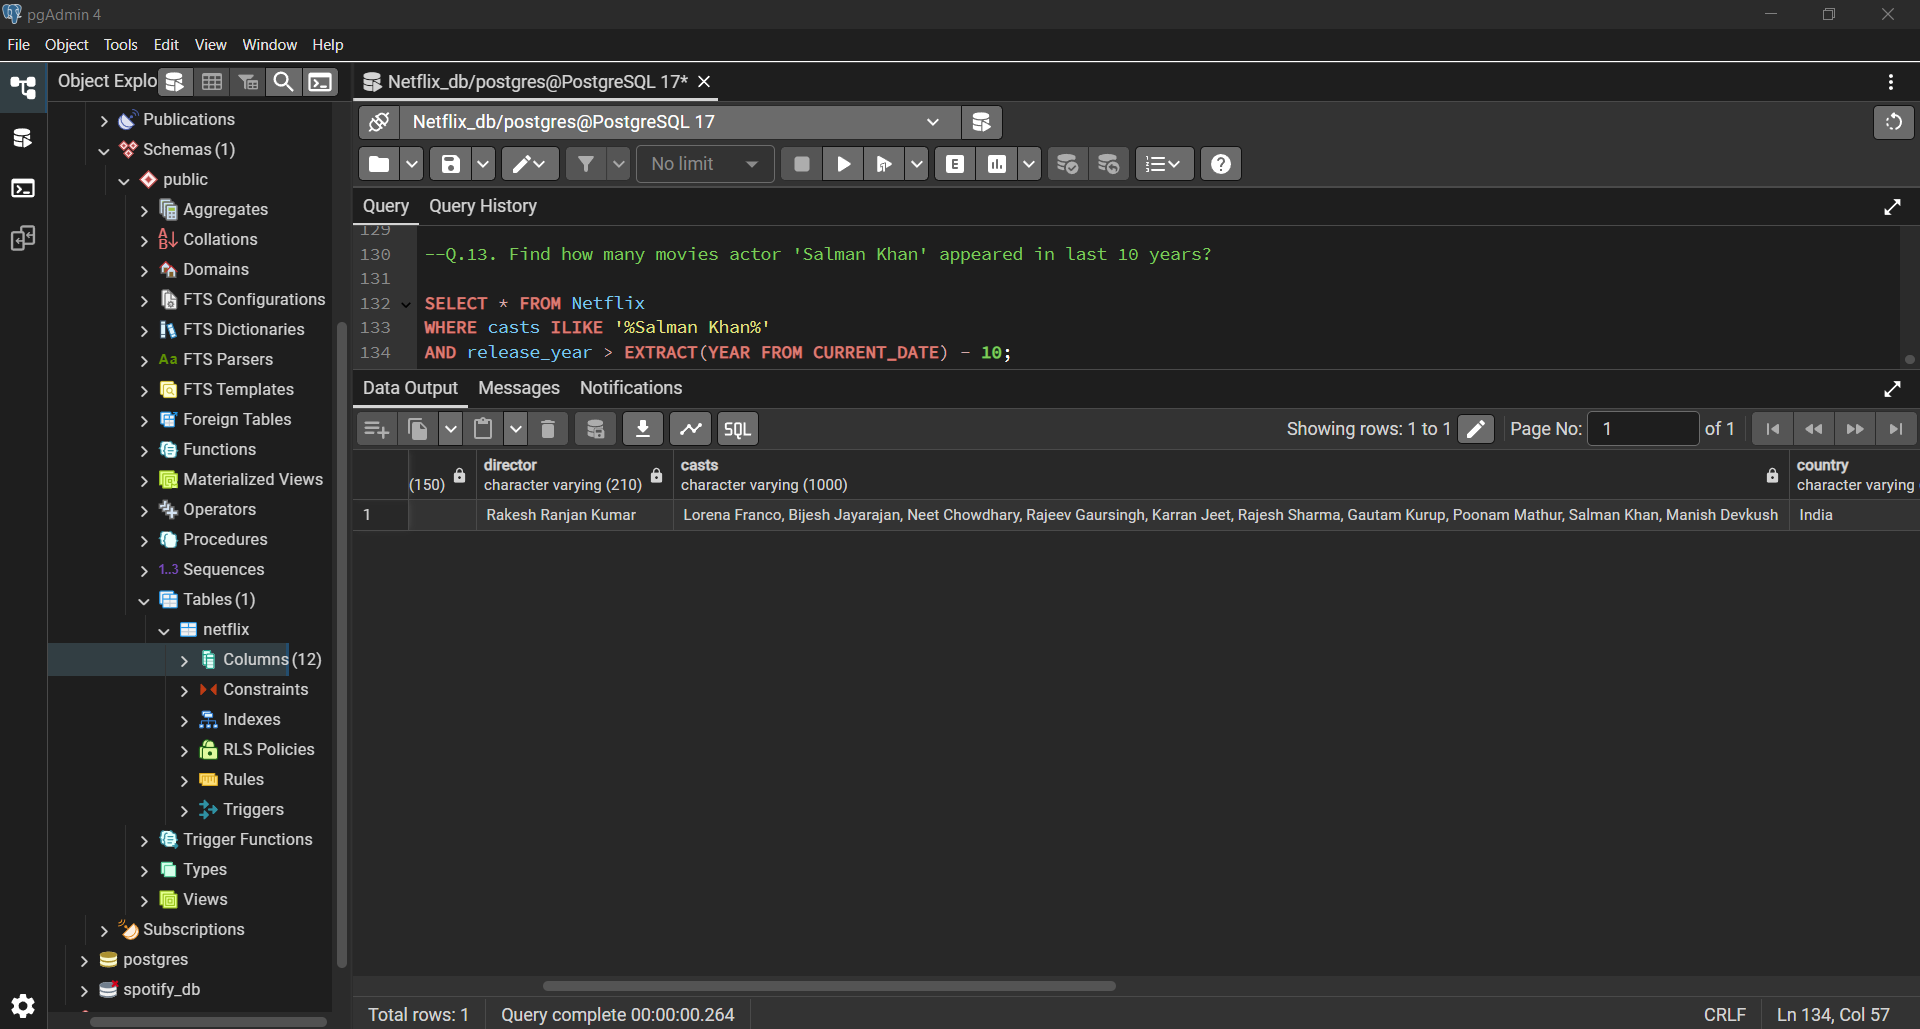 pgAdmin 4
File Object Tools Edit View Window Help
Object Explo
Netflix_db/postgres@PostgreSQL 17*
Publications
Schemas (1)
public
Aggregates
Collations
Domains
FTS Configurations
FTS Dictionaries
Aa FTS Parsers
FTS Templates
Foreign Tables
Functions
Materialized Views
Operators
Procedures
1..3 Sequences
Tables (1)
netflix
Columns (12)
Constraints
Indexes
RLS Policies
Rules
Triggers
Trigger Functions
Types
Views
Subscriptions
postgres
spotify_db
Netflix_db/postgres@PostgreSQL 17
No limit
E
Query Query History
129
130 --Q.13. Find how many movies actor 'Salman Khan' appeared in last 10 years?
131
132 SELECT * FROM Netflix
133 WHERE casts ILIKE '%Salman Khan%'
134 AND release_year > EXTRACT(YEAR FROM CURRENT_DATE) - 10;
Data Output Messages Notifications
SQL Showing rows: 1 to 1 Page No: 1 of 1
director casts country
(150) character varying (210) character varying (1000) character varying
1 Rakesh Ranjan Kumar Lorena Franco, Bijesh Jayarajan, Neet Chowdhary, Rajeev Gaursingh, Karran Jeet, Rajesh Sharma, Gautam Kurup, Poonam Mathur, Salman Khan, Manish Devkush India
Total rows: 1 Query complete 00:00:00.264 CRLF Ln 134, Col 57